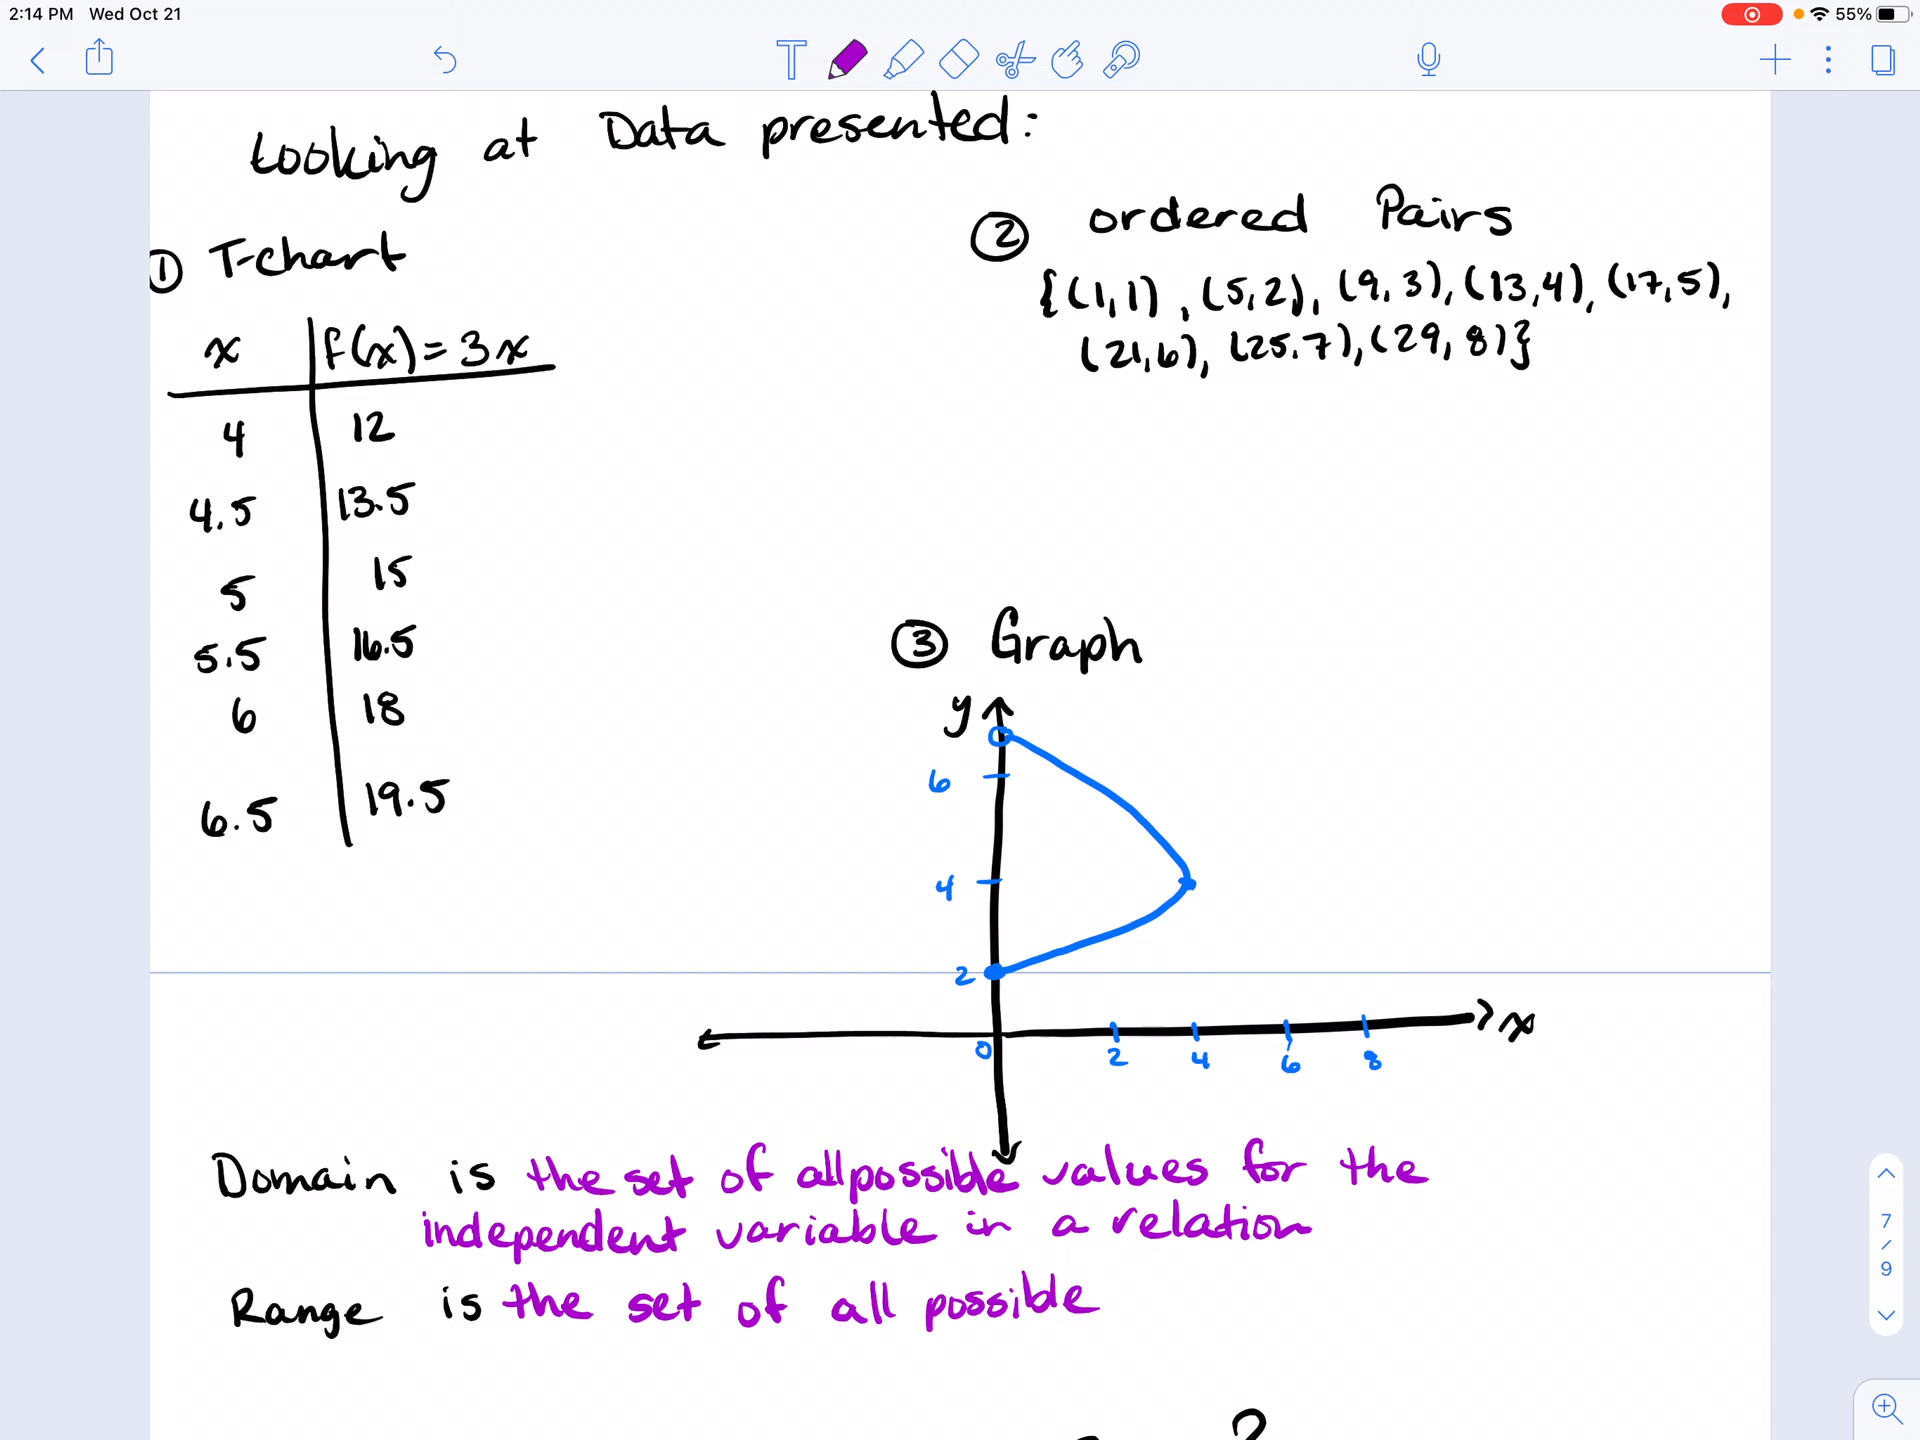 2:14 PM Wed Oct 21
55%
Looking at Data presented:
① T-chart
x f(x) = 3x
4 12
4.5 13.5
5 15
5.5 16.5
6 18
6.5 19.5
② ordered Pairs
{(1,1), (5,2), (9,3), (13,4), (17,5),
(21,6), (25,7), (29,8)}
③ Graph
y
6
4
2
0 2 4 6 8 x
Domain is the set of all possible values for the
independent variable in a relation
Range is the set of all possible
7
/
9